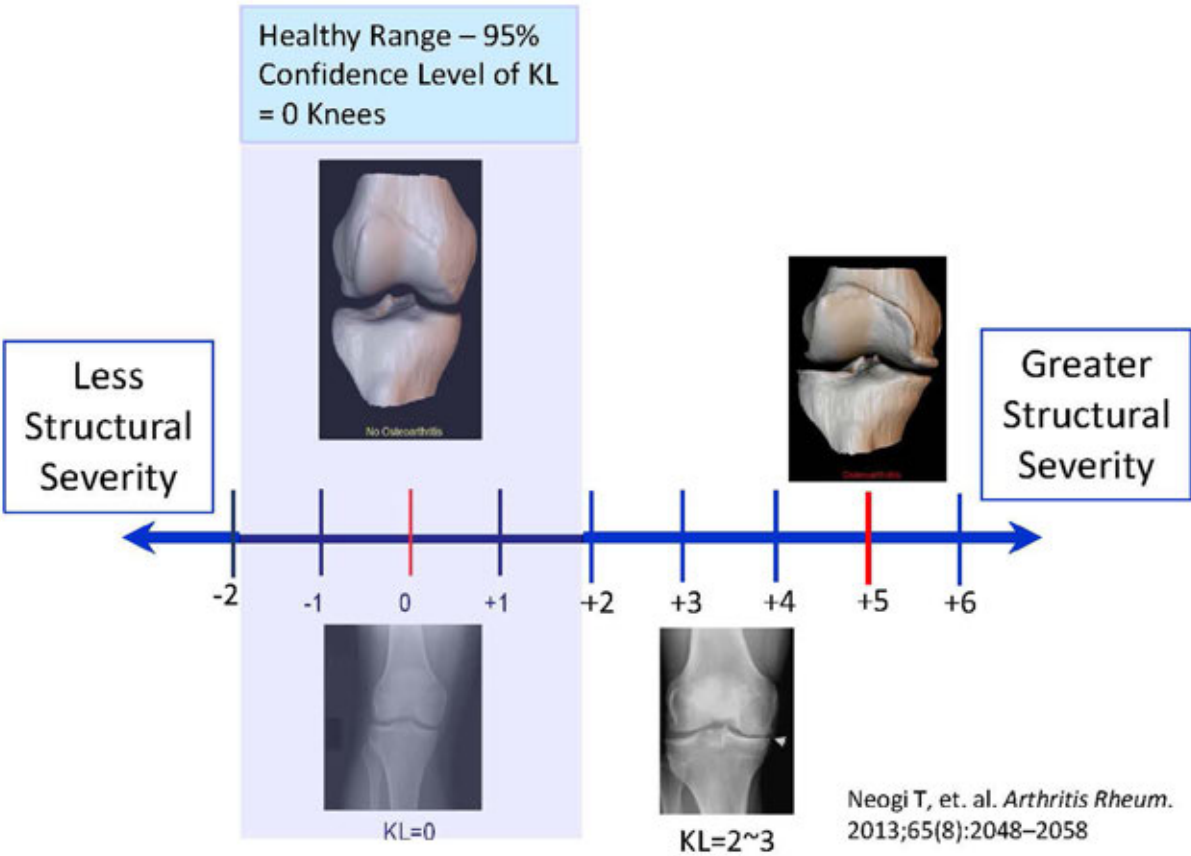 Healthy Range – 95%
Confidence Level of KL
= 0 Knees
No Osteoarthritis
Less
Structural
Severity
Osteoarthritis
Greater
Structural
Severity
-2 -1 0 +1 +2 +3 +4 +5 +6
KL=0
KL=2~3
Neogi T, et. al. Arthritis Rheum.
2013;65(8):2048–2058